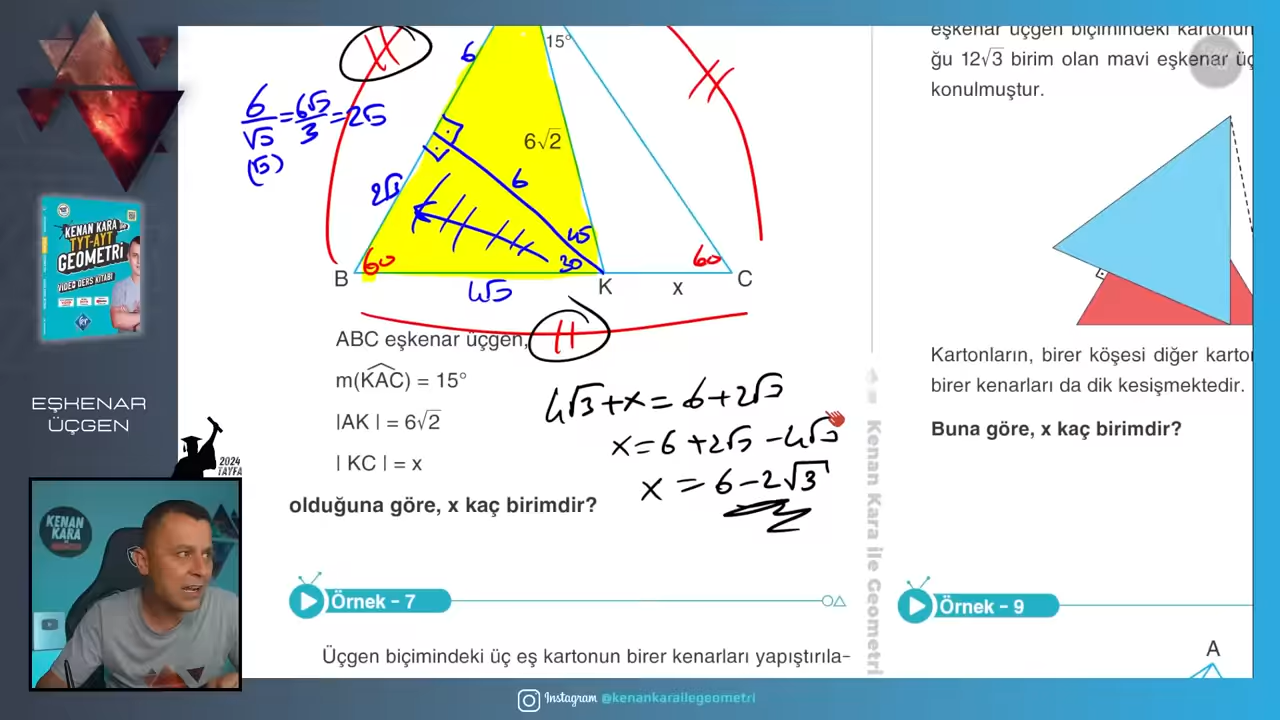 15°
6
6/√3 = 6√3/3 = 2√3
(√3)
6√2
6
2√3
45
60
30
60
B
K
x
C
4√3
ABC eşkenar üçgen,
m(KAC) = 15°
|AK | = 6√2
| KC | = x
olduğuna göre, x kaç birimdir?
4√3+x = 6+2√3
x = 6+2√3-4√3
x = 6-2√3
Örnek - 7
Üçgen biçimindeki üç eş kartonun birer kenarları yapıştırıla-
eşkenar üçgen biçimindeki kartonun
ğu 12√3 birim olan mavi eşkenar üç
konulmuştur.
Kartonların, birer köşesi diğer karto
birer kenarları da dik kesişmektedir.
Buna göre, x kaç birimdir?
Örnek - 9
A
Kenan Kara ile Geometri
KENAN KARA
TYT-AYT
GEOMETRİ
VİDEO DERS KİTABI
EŞKENAR
ÜÇGEN
2024
TAYFA
KENAN
KARA
Instagram @kenankarailegeometri